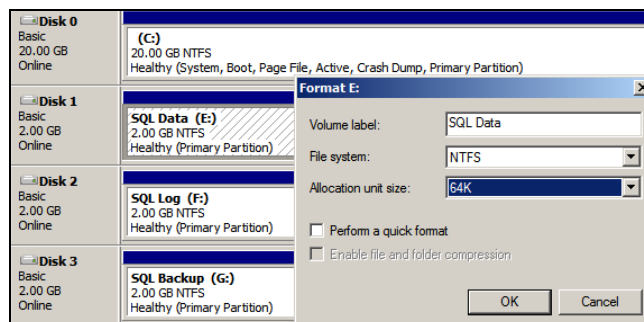 Disk 0
Basic
20.00 GB
Online
(C:)
20.00 GB NTFS
Healthy (System, Boot, Page File, Active, Crash Dump, Primary Partition)
Disk 1
Basic
2.00 GB
Online
SQL Data (E:)
2.00 GB NTFS
Healthy (Primary Partition)
Disk 2
Basic
2.00 GB
Online
SQL Log (F:)
2.00 GB NTFS
Healthy (Primary Partition)
Disk 3
Basic
2.00 GB
Online
SQL Backup (G:)
2.00 GB NTFS
Healthy (Primary Partition)
Format E:
Volume label: SQL Data
File system: NTFS
Allocation unit size: 64K
Perform a quick format
Enable file and folder compression
OK Cancel